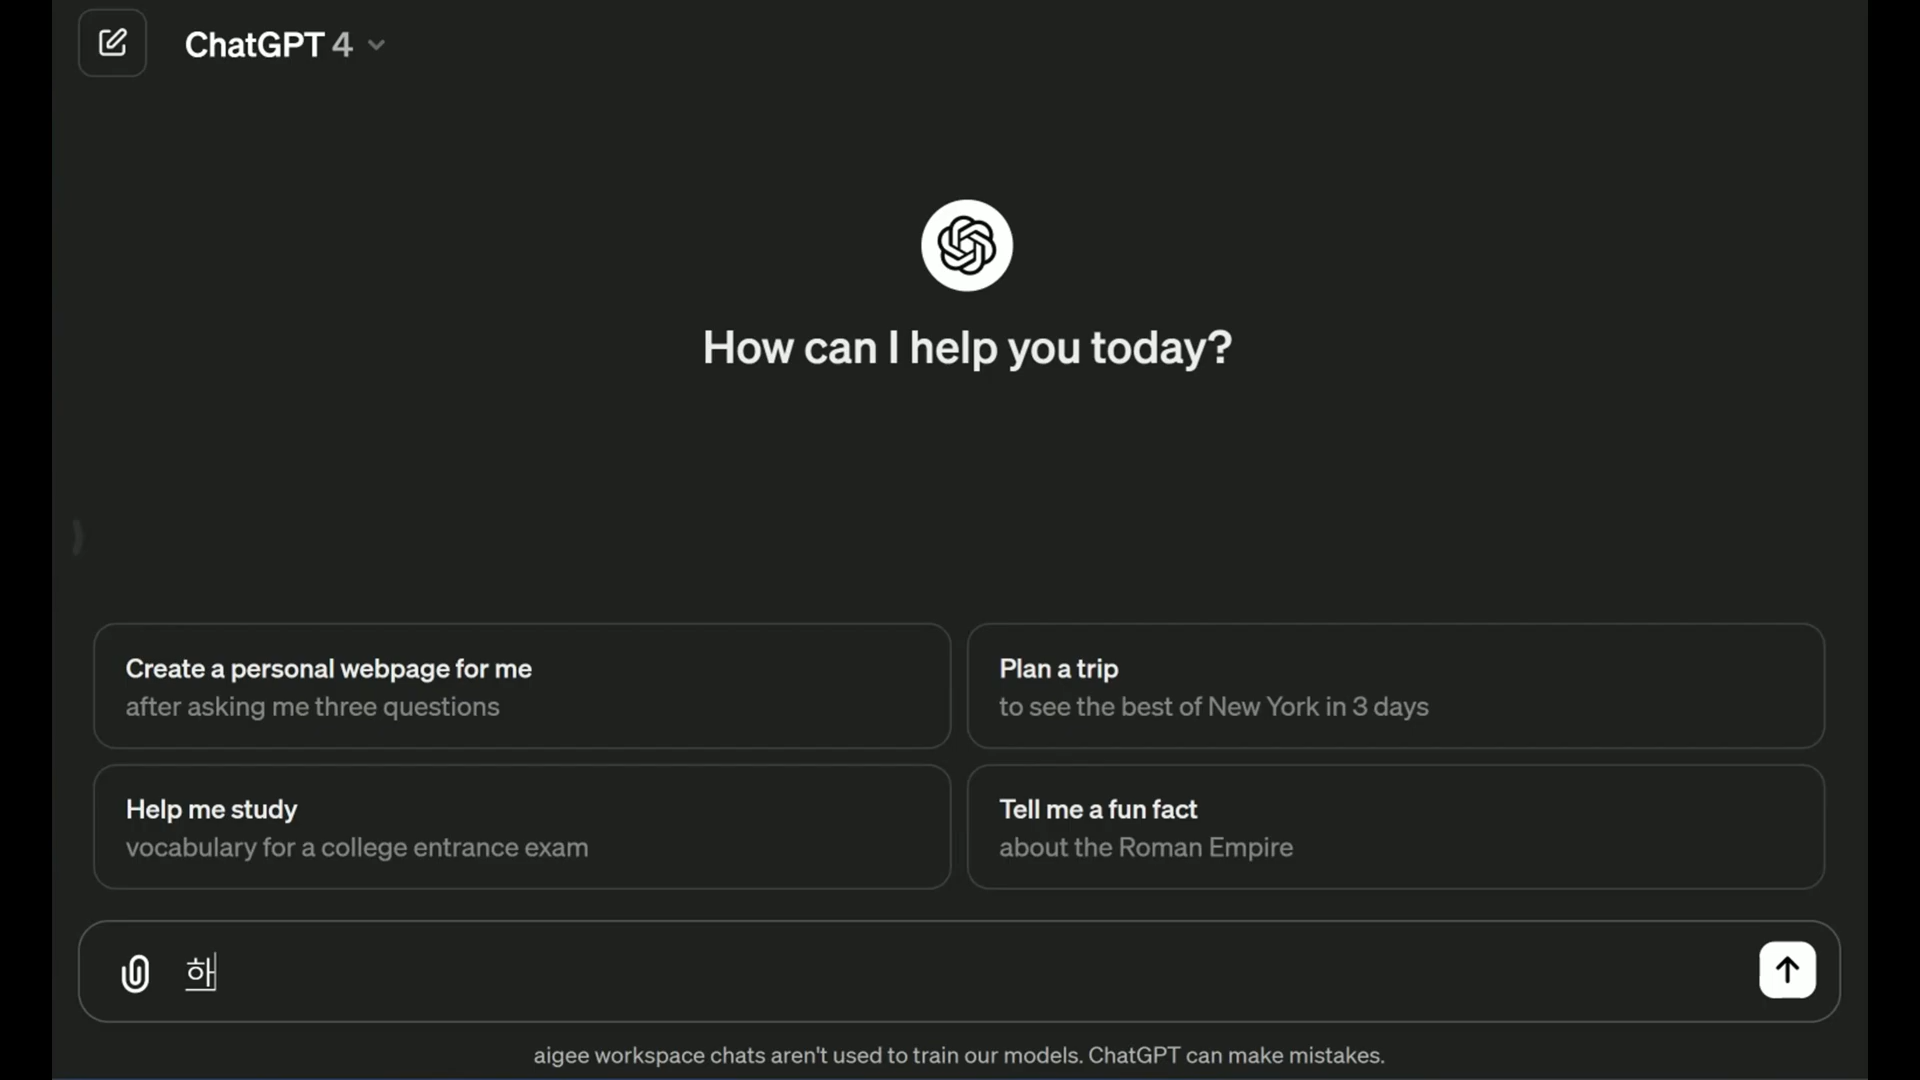 ChatGPT 4
How can I help you today?
Create a personal webpage for me
after asking me three questions
Plan a trip
to see the best of New York in 3 days
Help me study
vocabulary for a college entrance exam
Tell me a fun fact
about the Roman Empire
하
aigee workspace chats aren't used to train our models. ChatGPT can make mistakes.